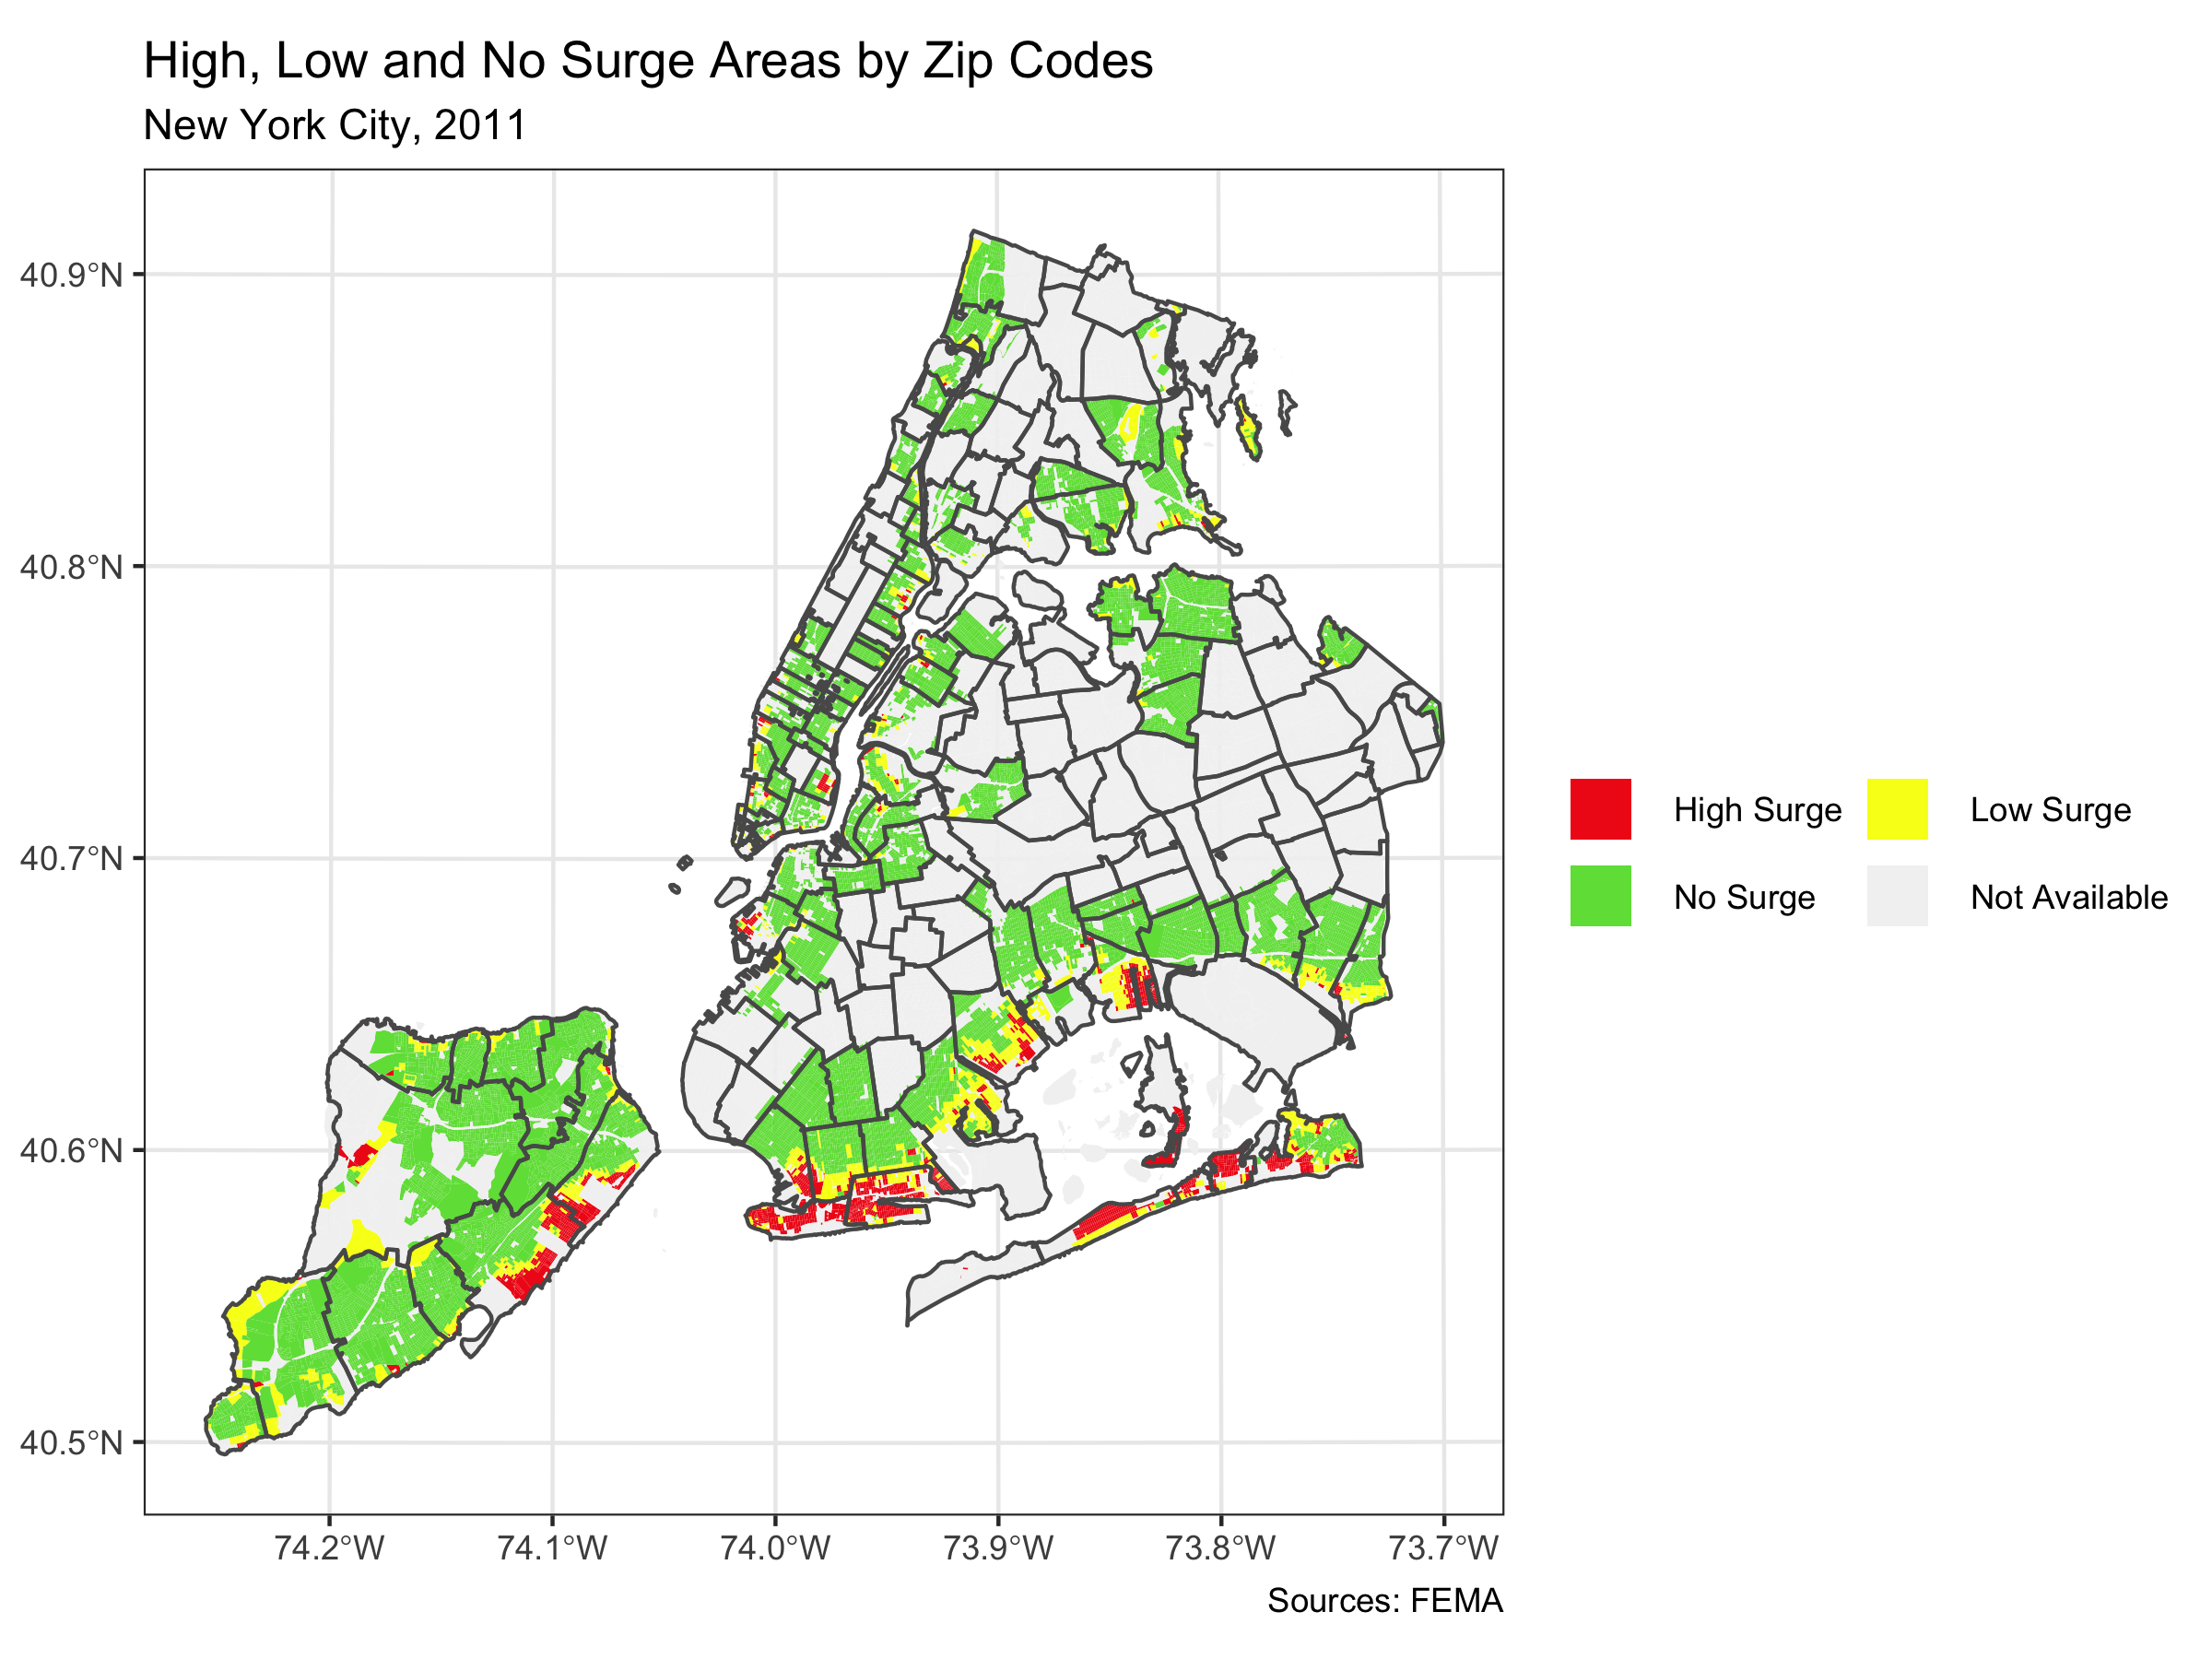 High, Low and No Surge Areas by Zip Codes
New York City, 2011
40.9°N
40.8°N
40.7°N
40.6°N
40.5°N
74.2°W 74.1°W 74.0°W 73.9°W 73.8°W 73.7°W
High Surge Low Surge
No Surge Not Available
Sources: FEMA